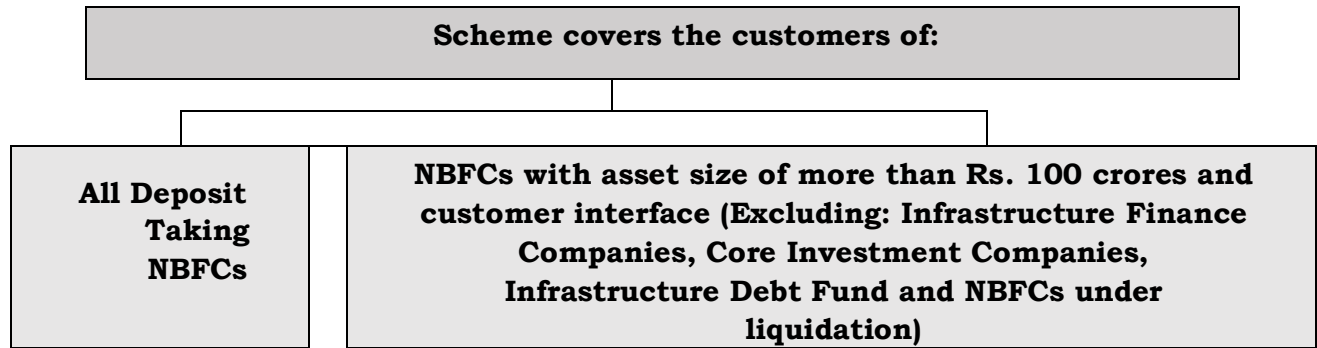 Scheme covers the customers of:
All Deposit
Taking
NBFCs
NBFCs with asset size of more than Rs. 100 crores and
customer interface (Excluding: Infrastructure Finance
Companies, Core Investment Companies,
Infrastructure Debt Fund and NBFCs under
liquidation)